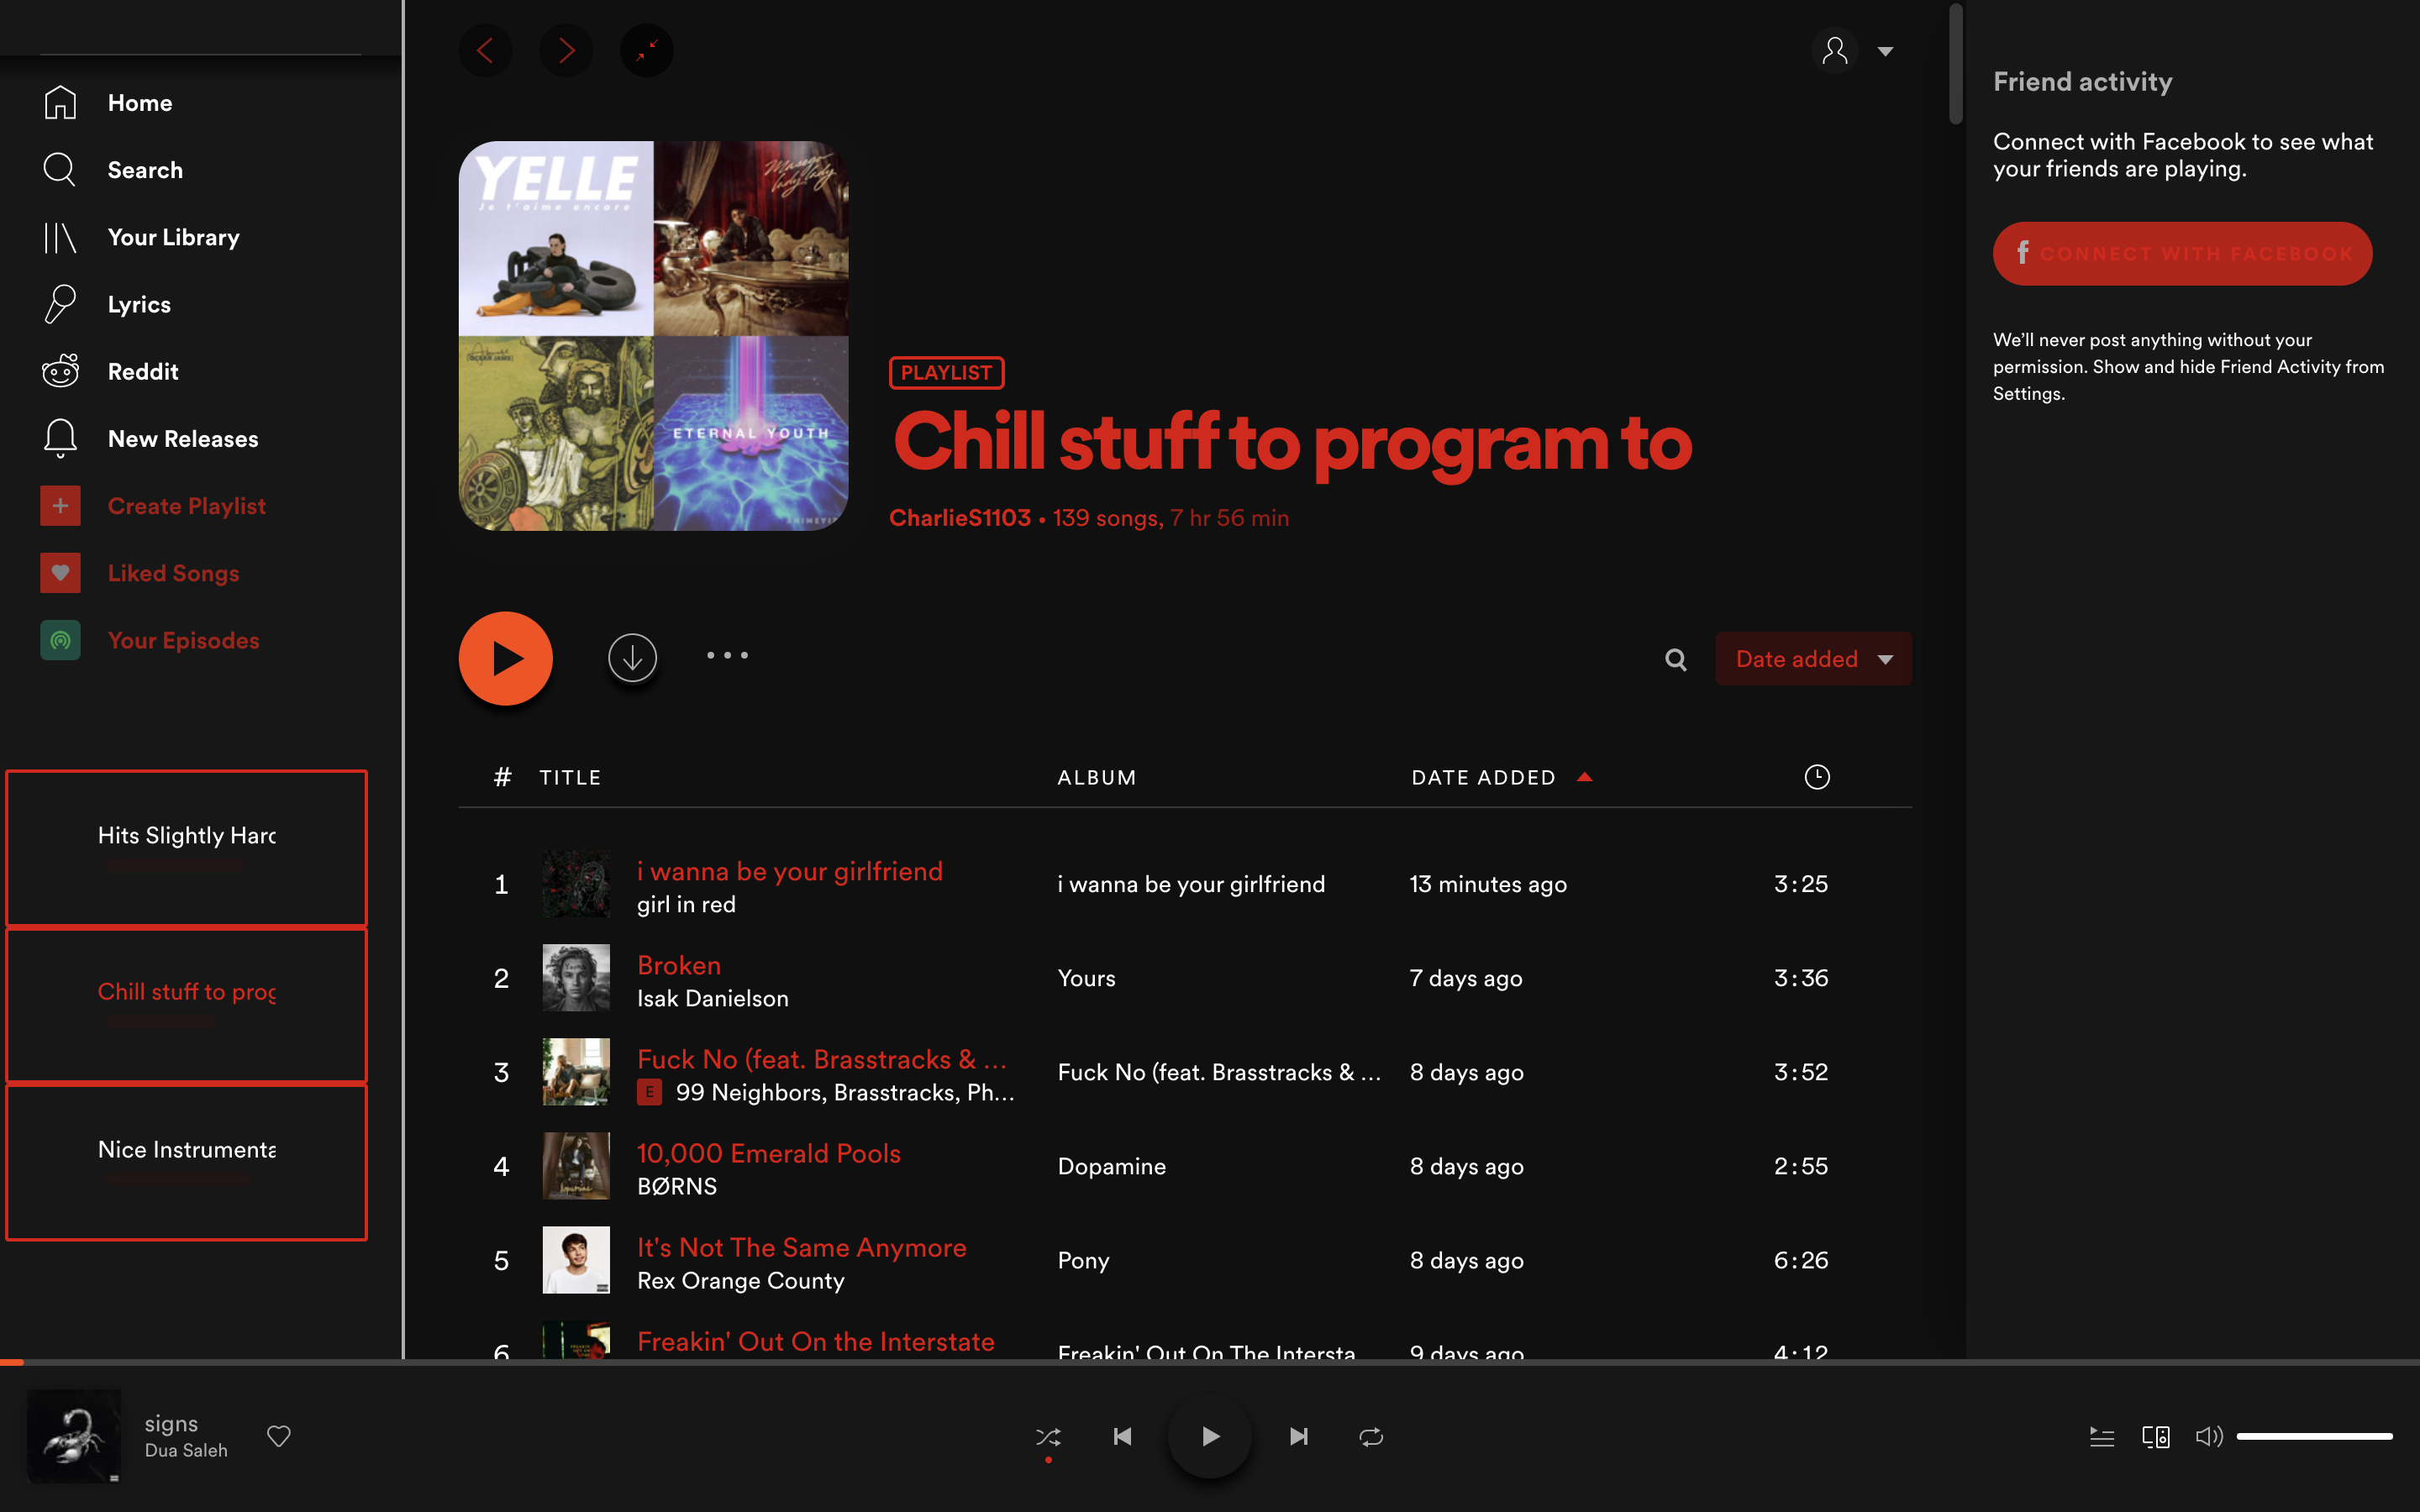 Home
Search
Your Library
Lyrics
Reddit
New Releases
Create Playlist
Liked Songs
Your Episodes
Hits Slightly Hard
Chill stuff to prog
Nice Instrumenta
YELLE
Je t'aime encore
Masego
lady lady
ETERNAL YOUTH
PLAYLIST
Chill stuff to program to
CharlieS1103 • 139 songs, 7 hr 56 min
Date added
# TITLE ALBUM DATE ADDED
1 i wanna be your girlfriend i wanna be your girlfriend 13 minutes ago 3:25
girl in red
2 Broken Yours 7 days ago 3:36
Isak Danielson
3 Fuck No (feat. Brasstracks & ... Fuck No (feat. Brasstracks & ... 8 days ago 3:52
E 99 Neighbors, Brasstracks, Ph...
4 10,000 Emerald Pools Dopamine 8 days ago 2:55
BØRNS
5 It's Not The Same Anymore Pony 8 days ago 6:26
Rex Orange County
6 Freakin' Out On the Interstate Freakin' Out On The Intersta 9 days ago 4:12
Friend activity
Connect with Facebook to see what
your friends are playing.
f CONNECT WITH FACEBOOK
We'll never post anything without your
permission. Show and hide Friend Activity from
Settings.
signs
Dua Saleh